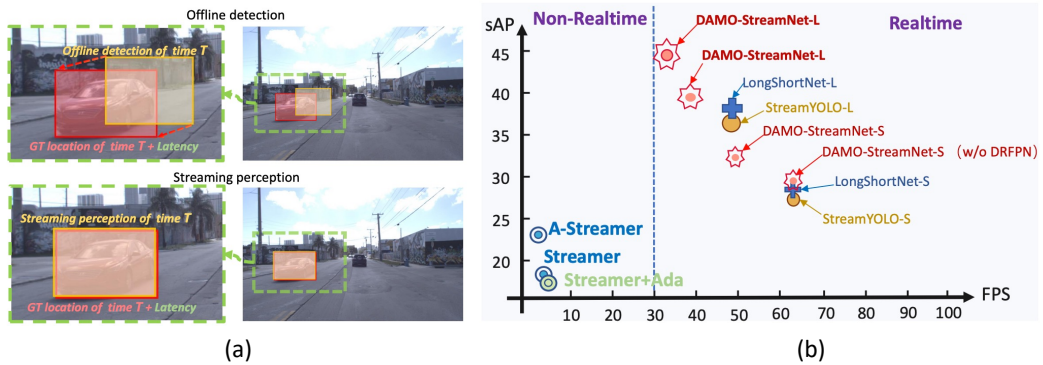 Offline detection
Offline detection of time T
GT location of time T + Latency
Streaming perception
Streaming perception of time T
GT location of time T + Latency
(a)
sAP
Non-Realtime
Realtime
DAMO-StreamNet-L
DAMO-StreamNet-L
LongShortNet-L
StreamYOLO-L
DAMO-StreamNet-S
DAMO-StreamNet-S (w/o DRFPN)
LongShortNet-S
StreamYOLO-S
A-Streamer
Streamer
Streamer+Ada
45
40
35
30
25
20
10 20 30 40 50 60 70 80 90 100
FPS
(b)